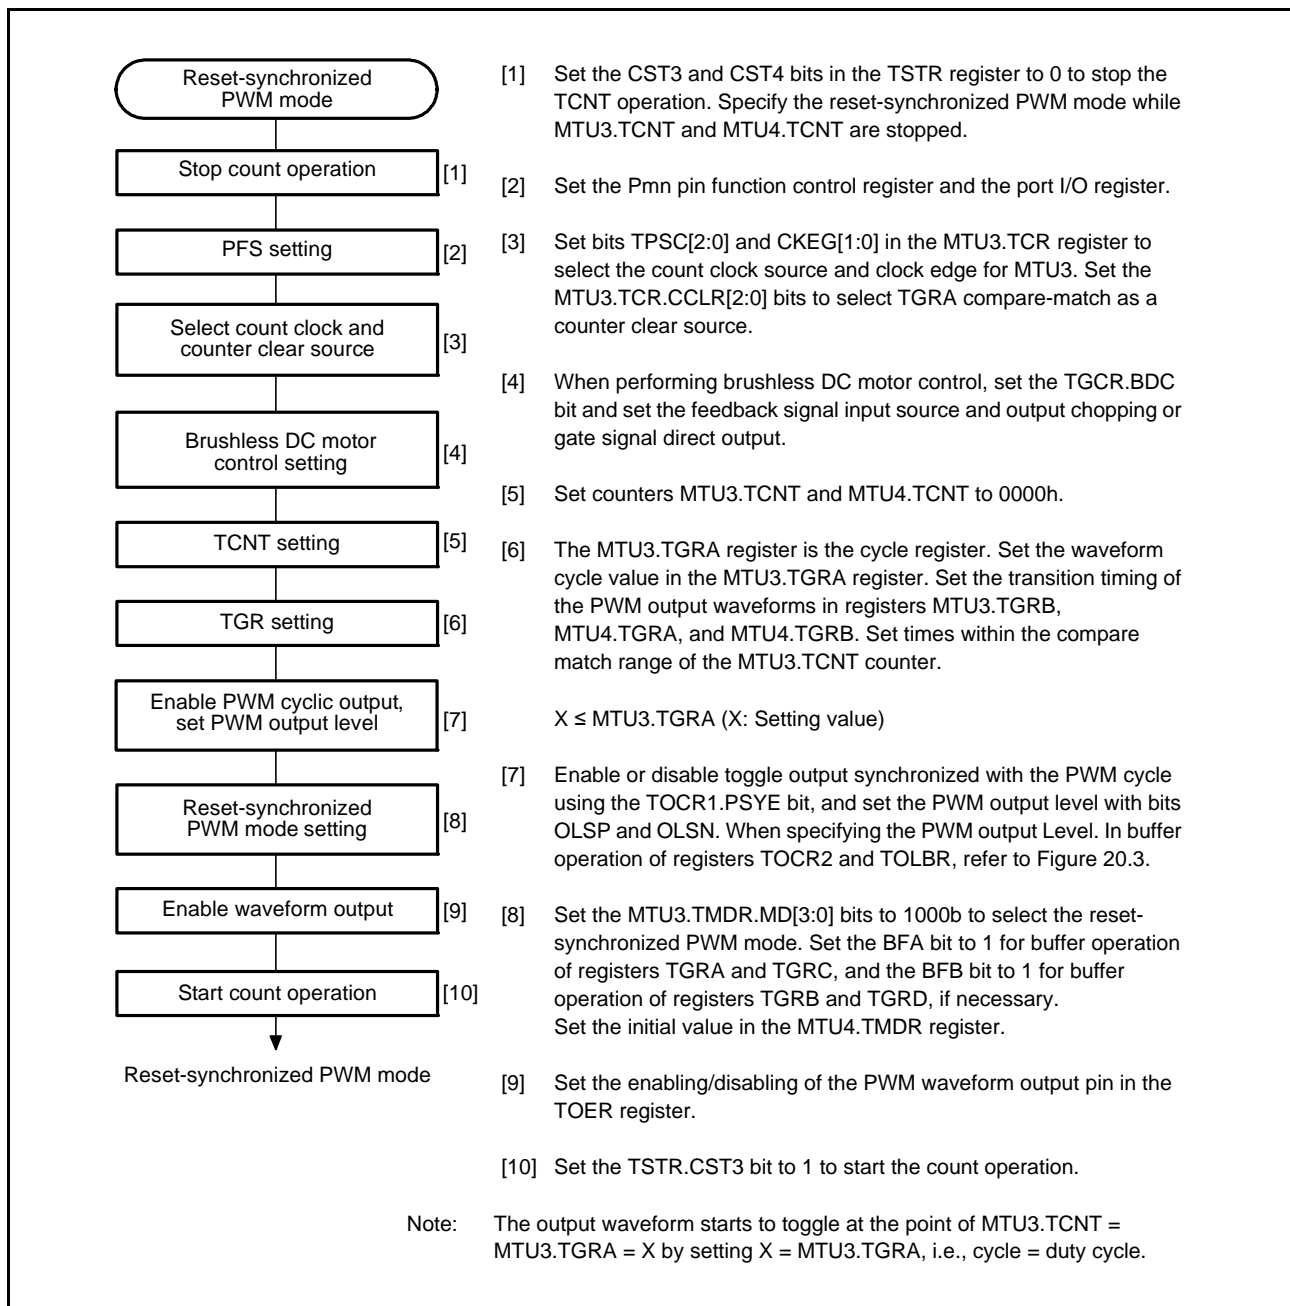 Reset-synchronized
PWM mode
Stop count operation
[1]
PFS setting
[2]
Select count clock and
counter clear source
[3]
Brushless DC motor
control setting
[4]
TCNT setting
[5]
TGR setting
[6]
Enable PWM cyclic output,
set PWM output level
[7]
Reset-synchronized
PWM mode setting
[8]
Enable waveform output
[9]
Start count operation
[10]
Reset-synchronized PWM mode
[1] Set the CST3 and CST4 bits in the TSTR register to 0 to stop the
TCNT operation. Specify the reset-synchronized PWM mode while
MTU3.TCNT and MTU4.TCNT are stopped.
[2] Set the Pmn pin function control register and the port I/O register.
[3] Set bits TPSC[2:0] and CKEG[1:0] in the MTU3.TCR register to
select the count clock source and clock edge for MTU3. Set the
MTU3.TCR.CCLR[2:0] bits to select TGRA compare-match as a
counter clear source.
[4] When performing brushless DC motor control, set the TGCR.BDC
bit and set the feedback signal input source and output chopping or
gate signal direct output.
[5] Set counters MTU3.TCNT and MTU4.TCNT to 0000h.
[6] The MTU3.TGRA register is the cycle register. Set the waveform
cycle value in the MTU3.TGRA register. Set the transition timing of
the PWM output waveforms in registers MTU3.TGRB,
MTU4.TGRA, and MTU4.TGRB. Set times within the compare
match range of the MTU3.TCNT counter.
X ≤ MTU3.TGRA (X: Setting value)
[7] Enable or disable toggle output synchronized with the PWM cycle
using the TOCR1.PSYE bit, and set the PWM output level with bits
OLSP and OLSN. When specifying the PWM output Level. In buffer
operation of registers TOCR2 and TOLBR, refer to Figure 20.3.
[8] Set the MTU3.TMDR.MD[3:0] bits to 1000b to select the reset-
synchronized PWM mode. Set the BFA bit to 1 for buffer operation
of registers TGRA and TGRC, and the BFB bit to 1 for buffer
operation of registers TGRB and TGRD, if necessary.
Set the initial value in the MTU4.TMDR register.
[9] Set the enabling/disabling of the PWM waveform output pin in the
TOER register.
[10] Set the TSTR.CST3 bit to 1 to start the count operation.
Note: The output waveform starts to toggle at the point of MTU3.TCNT =
MTU3.TGRA = X by setting X = MTU3.TGRA, i.e., cycle = duty cycle.